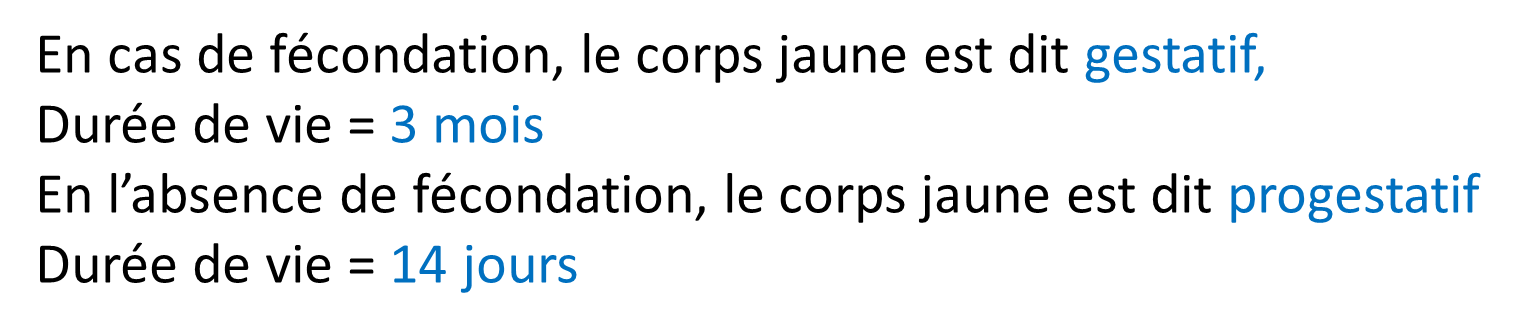 En cas de fécondation, le corps jaune est dit gestatif,
Durée de vie = 3 mois
En l’absence de fécondation, le corps jaune est dit progestatif
Durée de vie = 14 jours